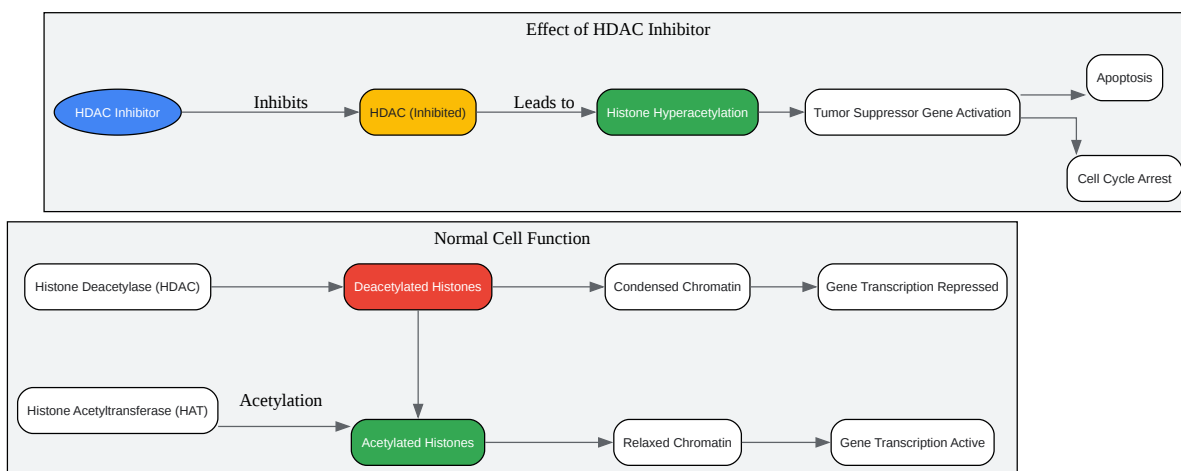 Effect of HDAC Inhibitor
HDAC Inhibitor
Inhibits
HDAC (Inhibited)
Leads to
Histone Hyperacetylation
Tumor Suppressor Gene Activation
Apoptosis
Cell Cycle Arrest
Normal Cell Function
Histone Deacetylase (HDAC)
Deacetylated Histones
Condensed Chromatin
Gene Transcription Repressed
Histone Acetyltransferase (HAT)
Acetylation
Acetylated Histones
Relaxed Chromatin
Gene Transcription Active